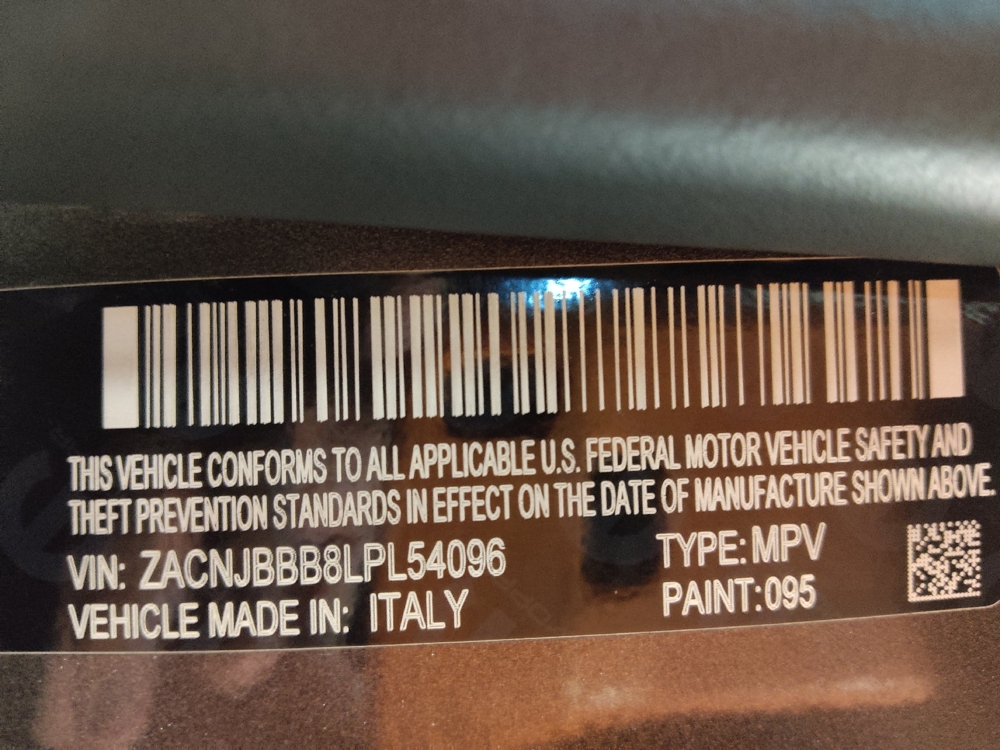 THIS VEHICLE CONFORMS TO ALL APPLICABLE U.S. FEDERAL MOTOR VEHICLE SAFETY AND
THEFT PREVENTION STANDARDS IN EFFECT ON THE DATE OF MANUFACTURE SHOWN ABOVE.
VIN: ZACNJBBB8LPL54096 TYPE: MPV
VEHICLE MADE IN: ITALY PAINT: 095